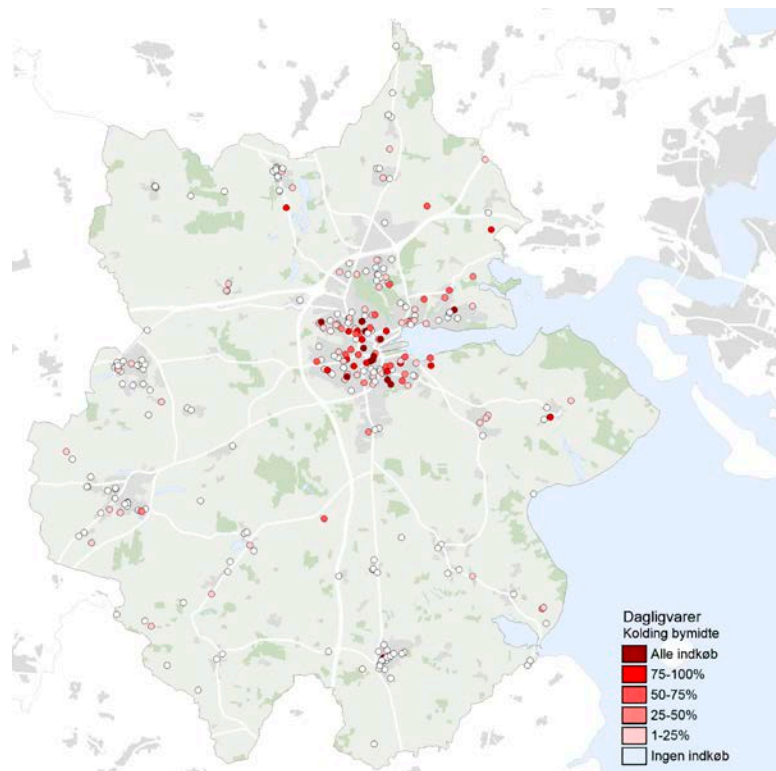 Dagligvarer
Kolding bymidte
Alle indkøb
75-100%
50-75%
25-50%
1-25%
Ingen indkøb